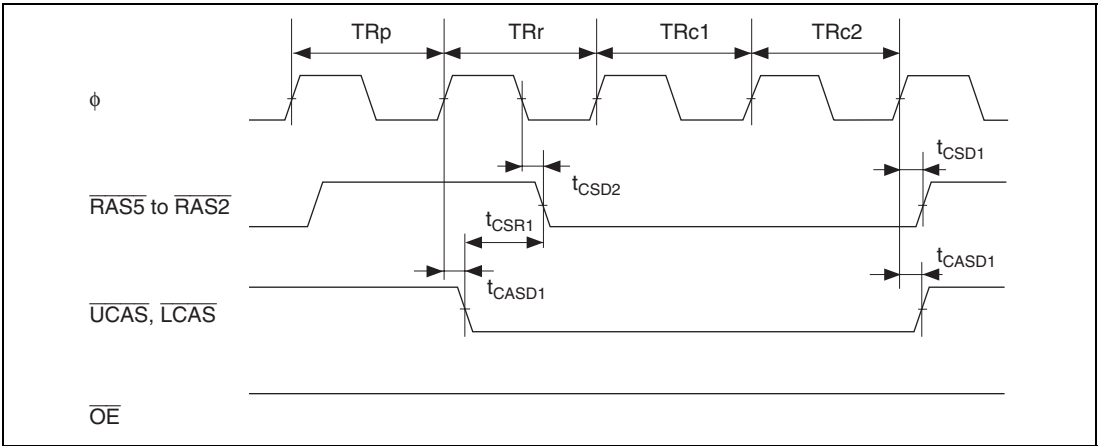 TRp TRr TRc1 TRc2
ϕ
tCSD1
tCSD2
RAS5 to RAS2
tCSR1
tCASD1
tCASD1
UCAS, LCAS
OE